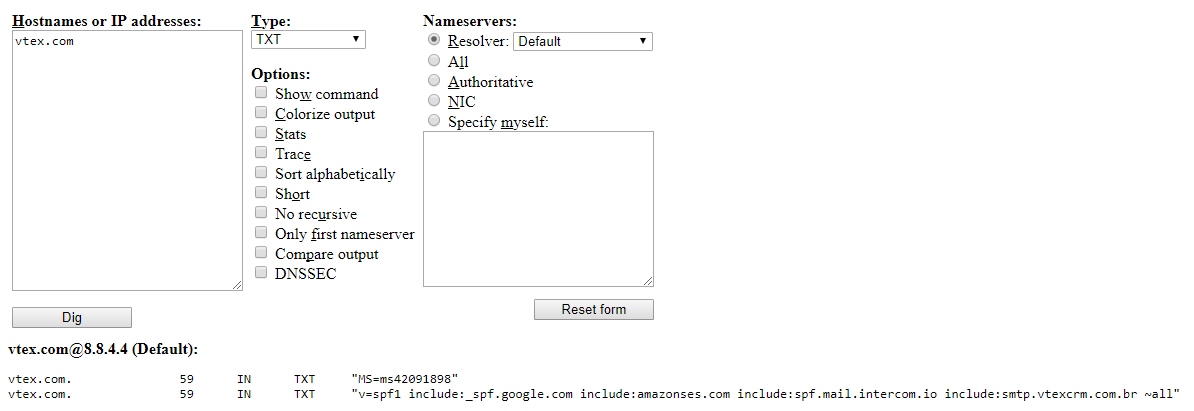 Hostnames or IP addresses:
vtex.com
Type:
TXT
Options:
Show command
Colorize output
Stats
Trace
Sort alphabetically
Short
No recursive
Only first nameserver
Compare output
DNSSEC
Nameservers:
Resolver: Default
All
Authoritative
NIC
Specify myself:
Dig
Reset form
vtex.com@8.8.4.4 (Default):
vtex.com. 59 IN TXT "MS=ms42091898"
vtex.com. 59 IN TXT "v=spf1 include:_spf.google.com include:amazonses.com include:spf.mail.intercom.io include:smtp.vtexcrm.com.br ~all"